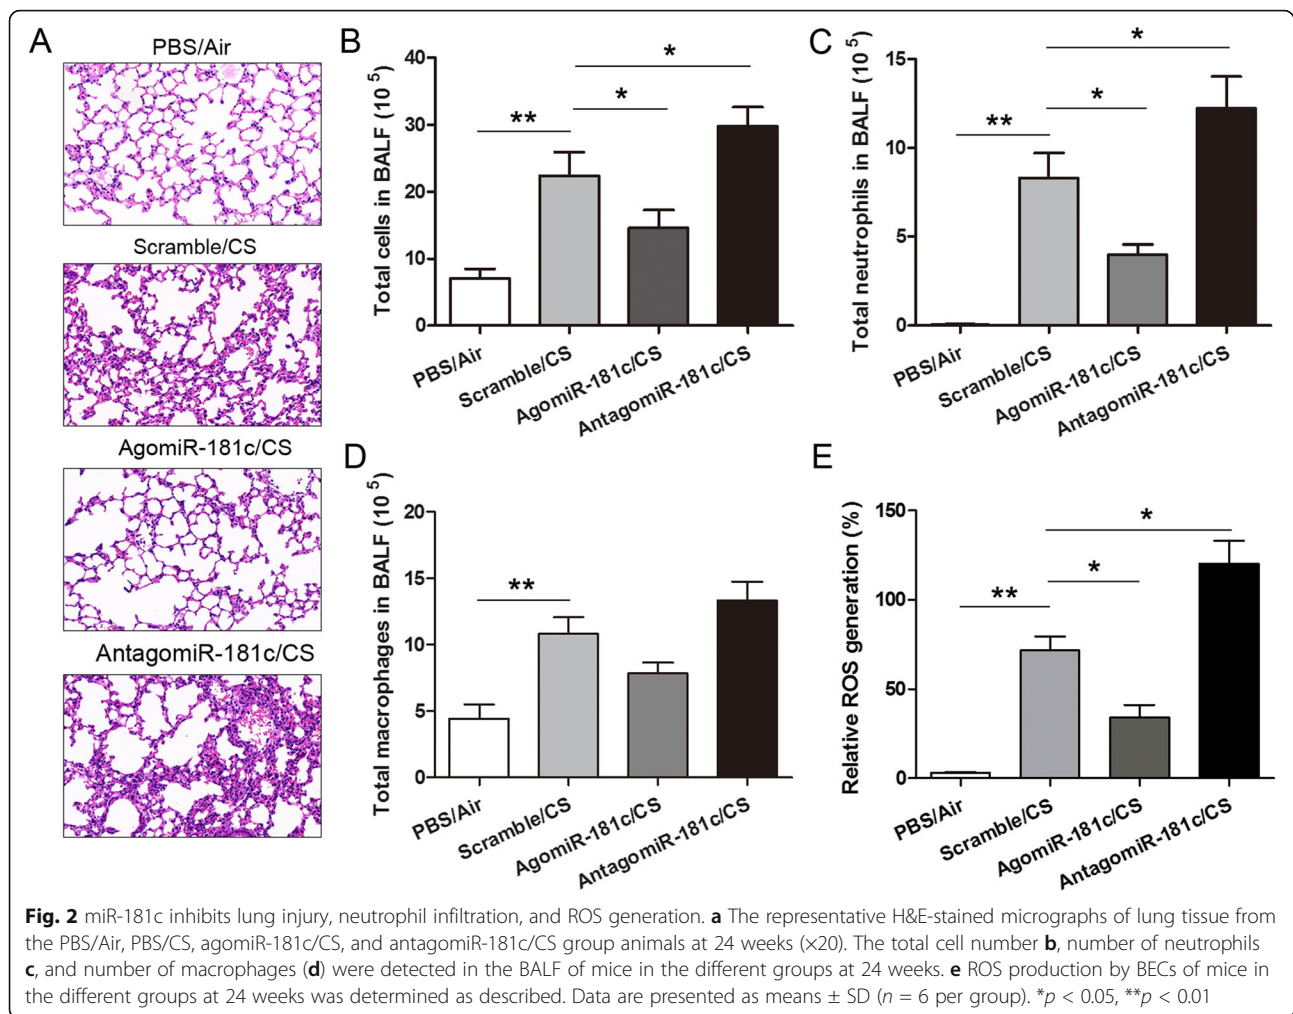 A
PBS/Air
Scramble/CS
AgomiR-181c/CS
AntagomiR-181c/CS
B
Total cells in BALF (10 5)
40
30
20
10
0
**
*
*
PBS/Air
Scramble/CS
AgomiR-181c/CS
AntagomiR-181c/CS
C
Total neutrophils in BALF (10 5)
15
10
5
0
**
*
*
PBS/Air
Scramble/CS
AgomiR-181c/CS
AntagomiR-181c/CS
D
Total macrophages in BALF (10 5)
20
15
10
5
0
**
PBS/Air
Scramble/CS
AgomiR-181c/CS
AntagomiR-181c/CS
E
Relative ROS generation (%)
150
100
50
0
**
*
*
PBS/Air
Scramble/CS
AgomiR-181c/CS
AntagomiR-181c/CS
Fig. 2 miR-181c inhibits lung injury, neutrophil infiltration, and ROS generation. a The representative H&E-stained micrographs of lung tissue from
the PBS/Air, PBS/CS, agomiR-181c/CS, and antagomiR-181c/CS group animals at 24 weeks (×20). The total cell number b, number of neutrophils
c, and number of macrophages (d) were detected in the BALF of mice in the different groups at 24 weeks. e ROS production by BECs of mice in
the different groups at 24 weeks was determined as described. Data are presented as means ± SD (n = 6 per group). *p < 0.05, **p < 0.01